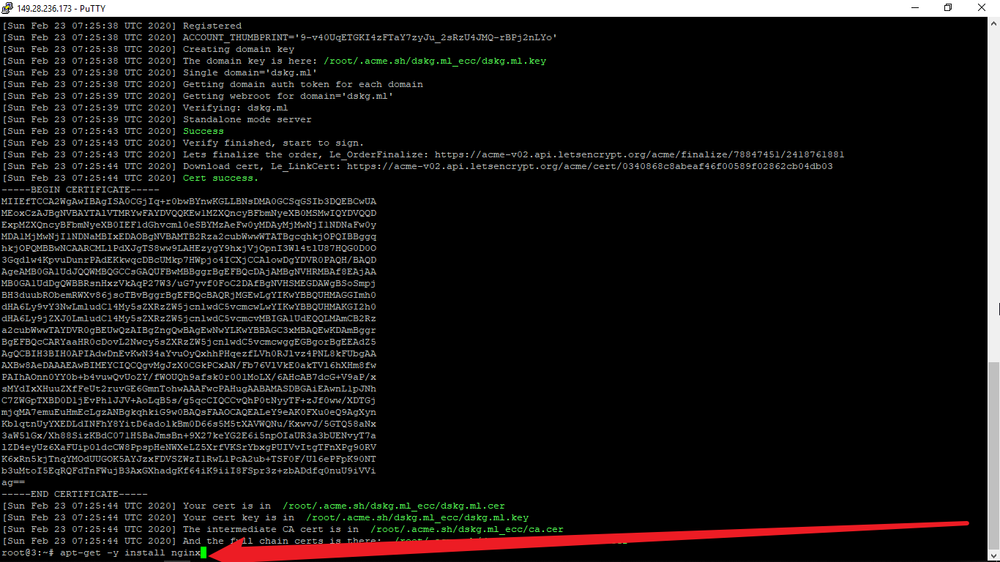 149.28.236.173 - PuTTY
[Sun Feb 23 07:25:38 UTC 2020] Registered
[Sun Feb 23 07:25:38 UTC 2020] ACCOUNT_THUMBPRINT='9-v40UqETGKI4zFTaY7zyJu_2sRzU4JMQ-rBPj2nLYo'
[Sun Feb 23 07:25:38 UTC 2020] Creating domain key
[Sun Feb 23 07:25:38 UTC 2020] The domain key is here: /root/.acme.sh/dskg.ml_ecc/dskg.ml.key
[Sun Feb 23 07:25:38 UTC 2020] Single domain='dskg.ml'
[Sun Feb 23 07:25:38 UTC 2020] Getting domain auth token for each domain
[Sun Feb 23 07:25:39 UTC 2020] Getting webroot for domain='dskg.ml'
[Sun Feb 23 07:25:39 UTC 2020] Verifying: dskg.ml
[Sun Feb 23 07:25:39 UTC 2020] Standalone mode server
[Sun Feb 23 07:25:43 UTC 2020] Success
[Sun Feb 23 07:25:43 UTC 2020] Verify finished, start to sign.
[Sun Feb 23 07:25:43 UTC 2020] Lets finalize the order, Le_OrderFinalize: https://acme-v02.api.letsencrypt.org/acme/finalize/78847451/2418761881
[Sun Feb 23 07:25:44 UTC 2020] Download cert, Le_LinkCert: https://acme-v02.api.letsencrypt.org/acme/cert/0340868c8abeaf46f00589f02862cb04db03
[Sun Feb 23 07:25:44 UTC 2020] Cert success.
-----BEGIN CERTIFICATE-----
MIIEfTCCA2WgAwIBAgISA0CGjIq+r0bwBYnwKGLLBNsDMA0GCSqGSIb3DQEBCwUA
MEoxCzAJBgNVBAYTAlVTMRYwFAYDVQQKEw1MZXQncyBFbmNyeXB0MSMwIQYDVQQD
ExpMZXQncyBFbmNyeXB0IEF1dGhvcml0eSBYMzAeFw0yMDAyMjMwNjI1NDNaFw0y
MDA1MjMwNjI1NDNaMBIxEDAOBgNVBAMTB2Rza2cubWwwWTATBgcqhkjOPQIBBggq
hkjOPQMBBwNCAARCML1PdXJgTS8ww9LAHEzygY9hxjVjOpnI3Wl4tlU87HQG0D0O
3Gqdlw4KpvuDunrPAdEKkwqcDBcUMkp7HWpjo4ICXjCCAlowDgYDVR0PAQH/BAQD
AgeAMB0GA1UdJQQWMBQGCCsGAQUFBwMBBggrBgEFBQcDAjAMBgNVHRMBAf8EAjAA
MB0GA1UdDgQWBBRsnHxzVkAqP27W3/uG7yvf0FoC2DAfBgNVHSMEGDAWgBSoSmpj
BH3duubRObemRWXv86jsoTBvBggrBgEFBQcBAQRjMGEwLgYIKwYBBQUHMAGGImh0
dHA6Ly9vY3NwLmludC14My5sZXRzZW5jcnlwdC5vcmcwLwYIKwYBBQUHMAKGI2h0
dHA6Ly9jZXJ0LmludC14My5sZXRzZW5jcnlwdC5vcmcvMBIGA1UdEQQLMAmCB2Rz
a2cubWwwTAYDVR0gBEUwQzAIBgZngQwBAgEwNwYLKwYBBAGC3xMBAQEwKDAmBggr
BgEFBQcCARYaaHR0cDovL2Nwcy5sZXRzZW5jcnlwdC5vcmcwggEGBgorBgEEAdZ5
AgQCBIH3BIH0APIAdwDnEvKwN34aYvuOyQxhhPHqezfLVh0RJlvz4PNL8kFUbgAA
AXBw8AeDAAAEAwBIMEYCIQCQgvMgJzX0CGkPCxAN/Fb76VlVkE0akTVl6hXHm8fw
PAIhAOnn0YY0b+b4vuwQvUoZY/fWOUQh9afsk0r00lMoLX/6AHcAB7dcG+V9aP/x
sMYdIxXHuuZXfFeUt2ruvGE6GmnTohwAAAFwcPAHugAABAMASDBGAiEAwnL1pJNh
C7ZWGpTXBD0D1jEvPh1JJV+AoLqB5s/g5qcCIQCCvQhP0tNyyTF+zJf0ww/XDTGj
mjqMA7emuEuHmEcLgzANBgkqhkiG9w0BAQsFAAOCAQEALeY9eAK0FXu0eQ9AgXyn
KblqtnUyYXEDLdINFhY8YitD6adolkBm0D66s5M5tXAVWQNu/KxwvJ/5GTQ58aNx
3aW5lGx/Xh88SizKBdC07lH5BaJmsBn+9X27keYG2E6i5npOIaUR3a3bUENvyT7a
lZD4eyUz6XaFUip0ldcCW8PpspHeNWXeLZ5XrfVKSrYbxgPUIVvItgTFnXPg90RV
K6xRn5kjTnqYMOdUUGOK5AYJzxFDVSZWzI1RwL1PcA2ub+TSF0F/Ul6ePFpK90NT
b3uMtoI5EqRQFdTnFWujB3AxGXhadgKf64iK9iiI8FSpr3z+zbADdfq0nuU9iVVi
ag==
-----END CERTIFICATE-----
[Sun Feb 23 07:25:44 UTC 2020] Your cert is in  /root/.acme.sh/dskg.ml_ecc/dskg.ml.cer
[Sun Feb 23 07:25:44 UTC 2020] Your cert key is in  /root/.acme.sh/dskg.ml_ecc/dskg.ml.key
[Sun Feb 23 07:25:44 UTC 2020] The intermediate CA cert is in  /root/.acme.sh/dskg.ml_ecc/ca.cer
[Sun Feb 23 07:25:44 UTC 2020] And the full chain certs is there:
root@3:~# apt-get -y install nginx